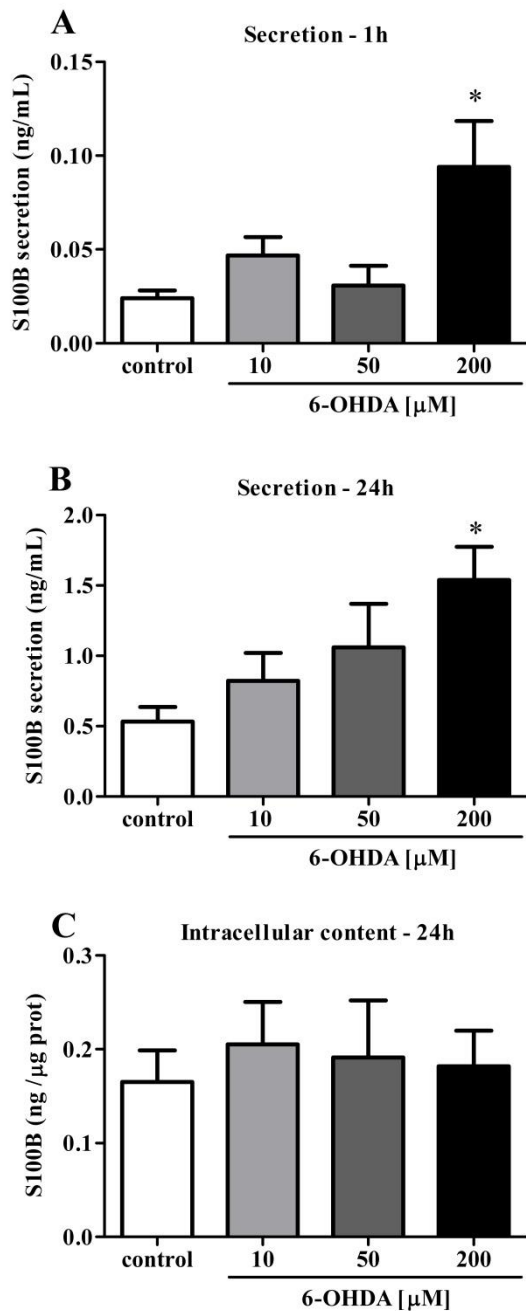 A
Secretion - 1h
S100B secretion (ng/mL)
0.15
0.10
0.05
0.00
*
control 10 50 200
6-OHDA [μM]
B
Secretion - 24h
S100B secretion (ng/mL)
2.0
1.5
1.0
0.5
0.0
*
control 10 50 200
6-OHDA [μM]
C
Intracellular content - 24h
S100B (ng /μg prot)
0.3
0.2
0.1
0.0
control 10 50 200
6-OHDA [μM]